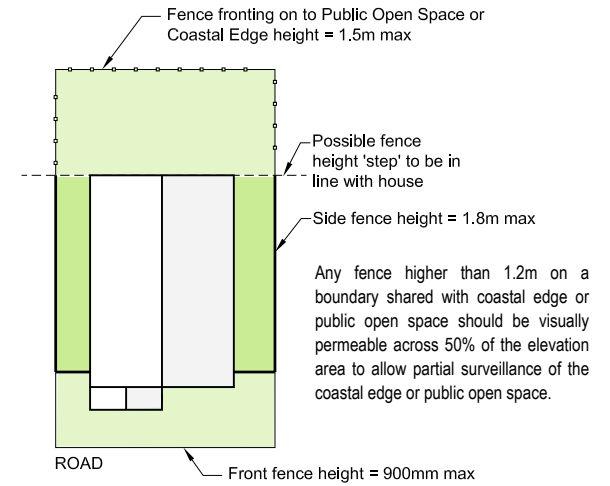 Fence fronting on to Public Open Space or
Coastal Edge height = 1.5m max
Possible fence
height 'step' to be in
line with house
Side fence height = 1.8m max
Any fence higher than 1.2m on a
boundary shared with coastal edge or
public open space should be visually
permeable across 50% of the elevation
area to allow partial surveillance of the
coastal edge or public open space.
ROAD
Front fence height = 900mm max